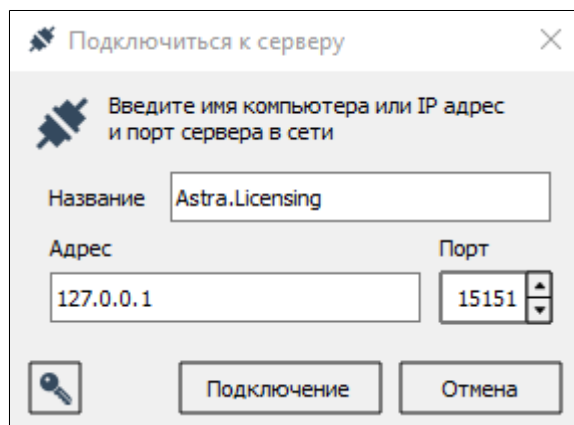 Подключиться к серверу
Введите имя компьютера или IP адрес
и порт сервера в сети
Название Astra.Licensing
Адрес Порт
127.0.0.1 15151
Подключение Отмена